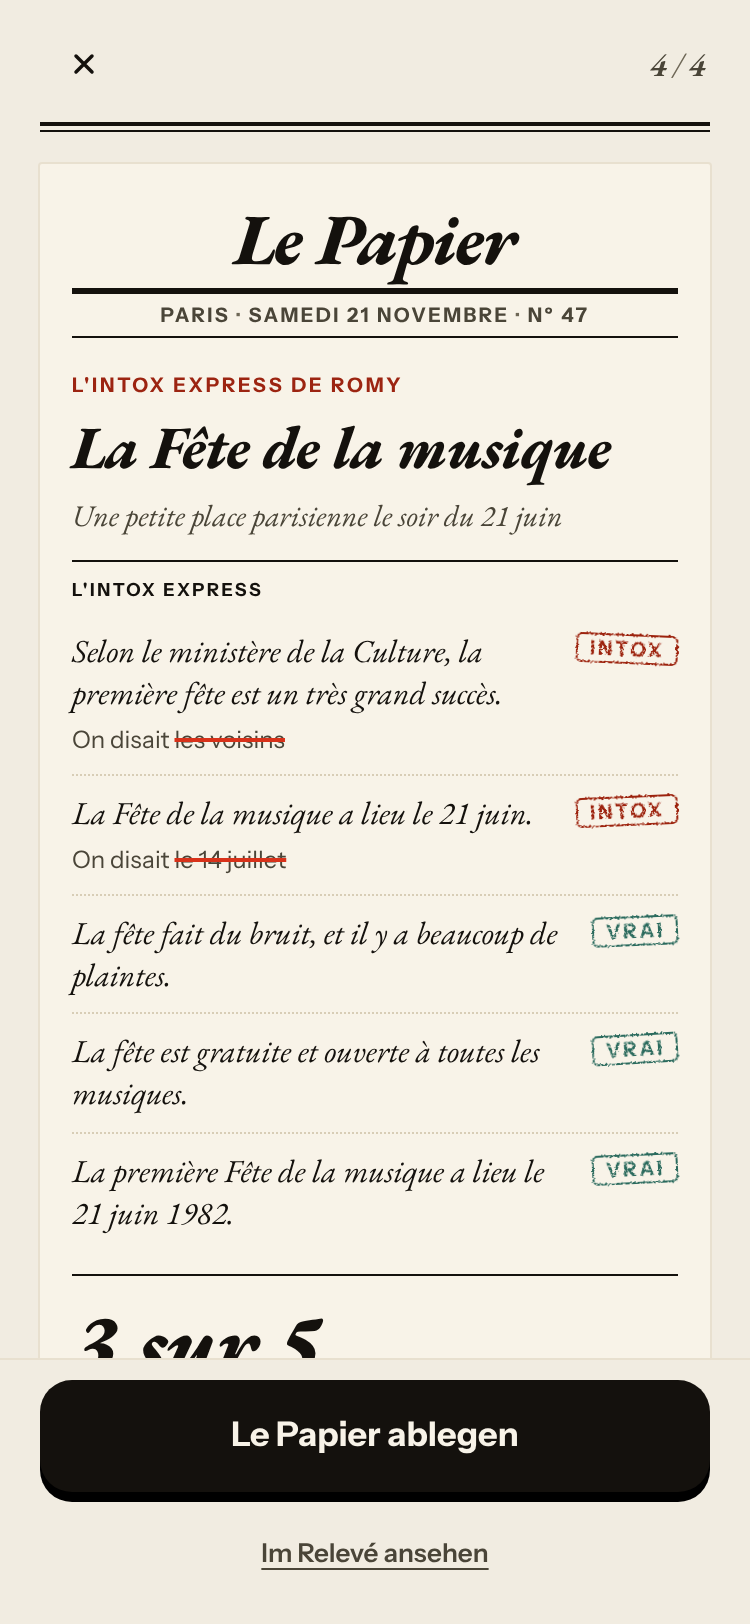 4/4
Le Papier
PARIS · SAMEDI 21 NOVEMBRE · N° 47
L'INTOX EXPRESS DE ROMY
La Fête de la musique
Une petite place parisienne le soir du 21 juin
L'INTOX EXPRESS
Selon le ministère de la Culture, la
première fête est un très grand succès.
INTOX
On disait les voisins
La Fête de la musique a lieu le 21 juin.
INTOX
On disait le 14 juillet
La fête fait du bruit, et il y a beaucoup de
plaintes.
VRAI
La fête est gratuite et ouverte à toutes les
musiques.
VRAI
La première Fête de la musique a lieu le
21 juin 1982.
VRAI
3 sur 5
Le Papier ablegen
Im Relevé ansehen